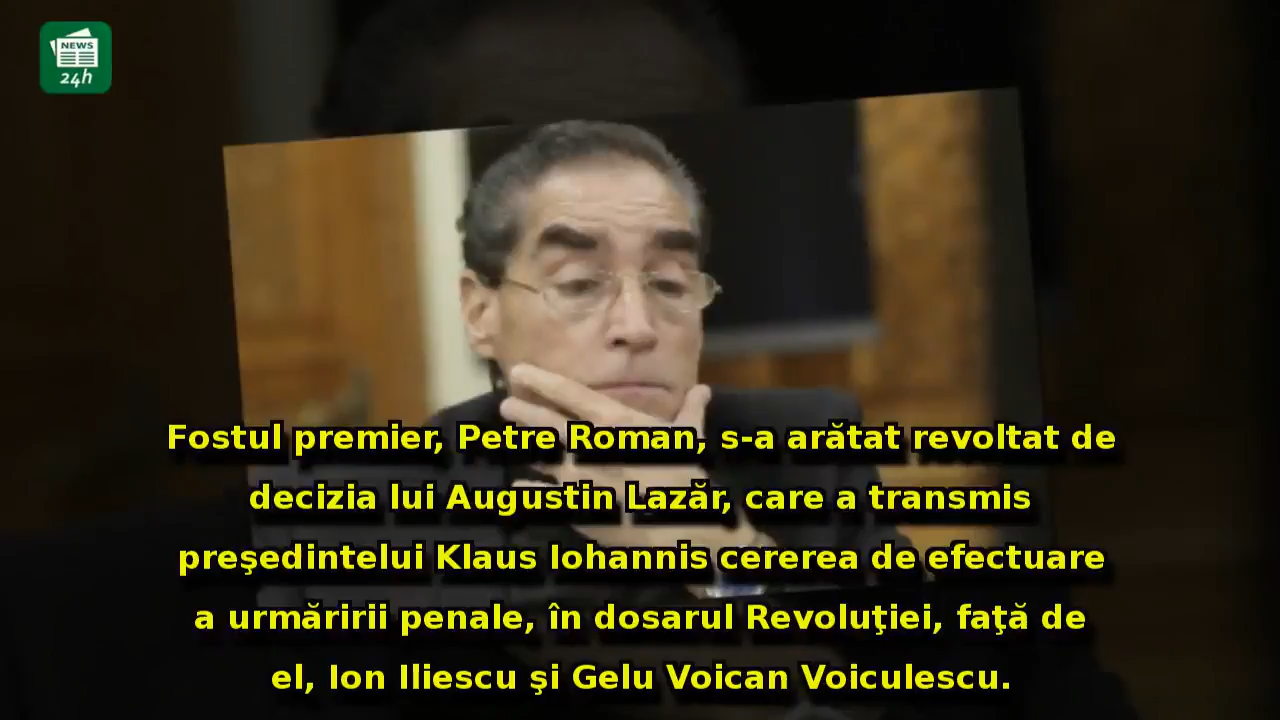 NEWS
24h
Fostul premier, Petre Roman, s-a arătat revoltat de
decizia lui Augustin Lazăr, care a transmis
preşedintelui Klaus Iohannis cererea de efectuare
a urmăririi penale, în dosarul Revoluţiei, faţă de
el, Ion Iliescu şi Gelu Voican Voiculescu.